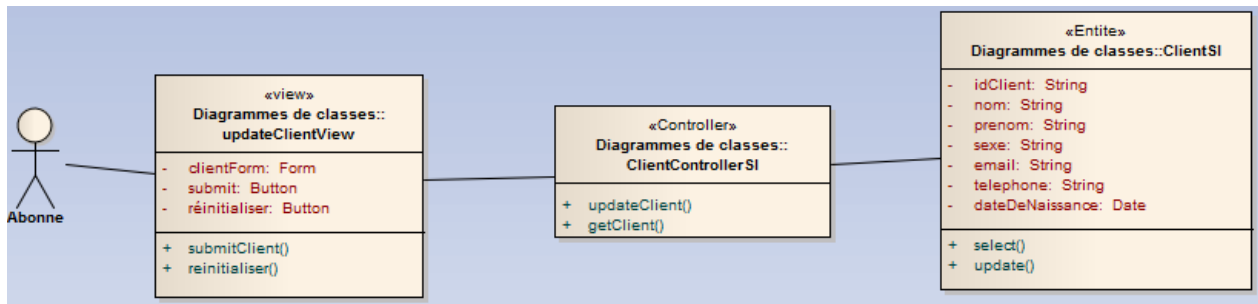 Abonne
«view»
Diagrammes de classes::
updateClientView
- clientForm: Form
- submit: Button
- réinitialiser: Button
+ submitClient()
+ reinitialiser()
«Controller»
Diagrammes de classes::
ClientControllerSI
+ updateClient()
+ getClient()
«Entite»
Diagrammes de classes::ClientSI
- idClient: String
- nom: String
- prenom: String
- sexe: String
- email: String
- telephone: String
- dateDeNaissance: Date
+ select()
+ update()